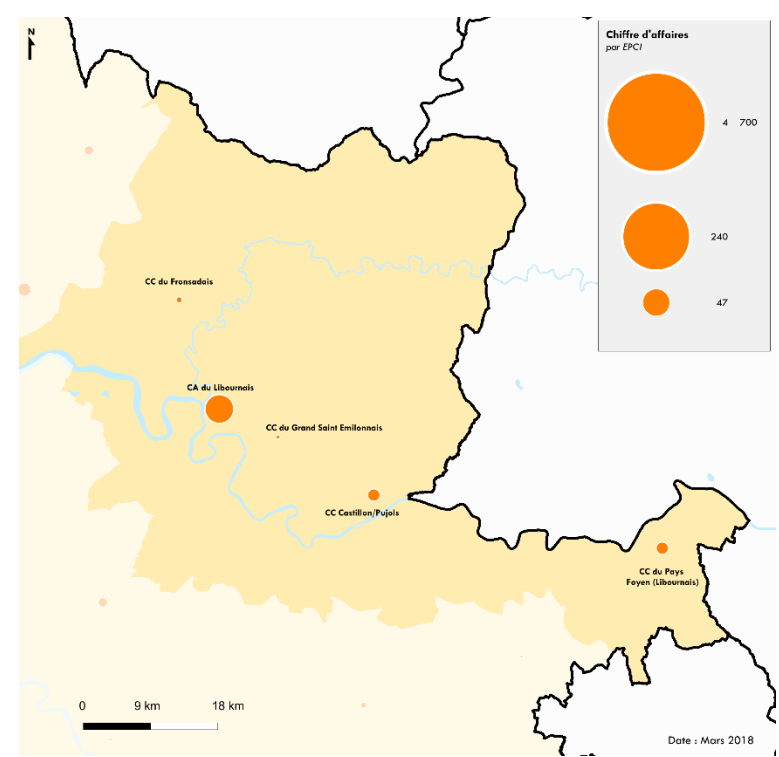 N
Chiffre d'affaires
par EPCI
4 700
240
47
CC du Fronsadais
CA du Libournais
CC du Grand Saint Emilonnais
CC Castillon/Pujols
CC du Pays
Foyen (Libournais)
0 9 km 18 km
Date : Mars 2018